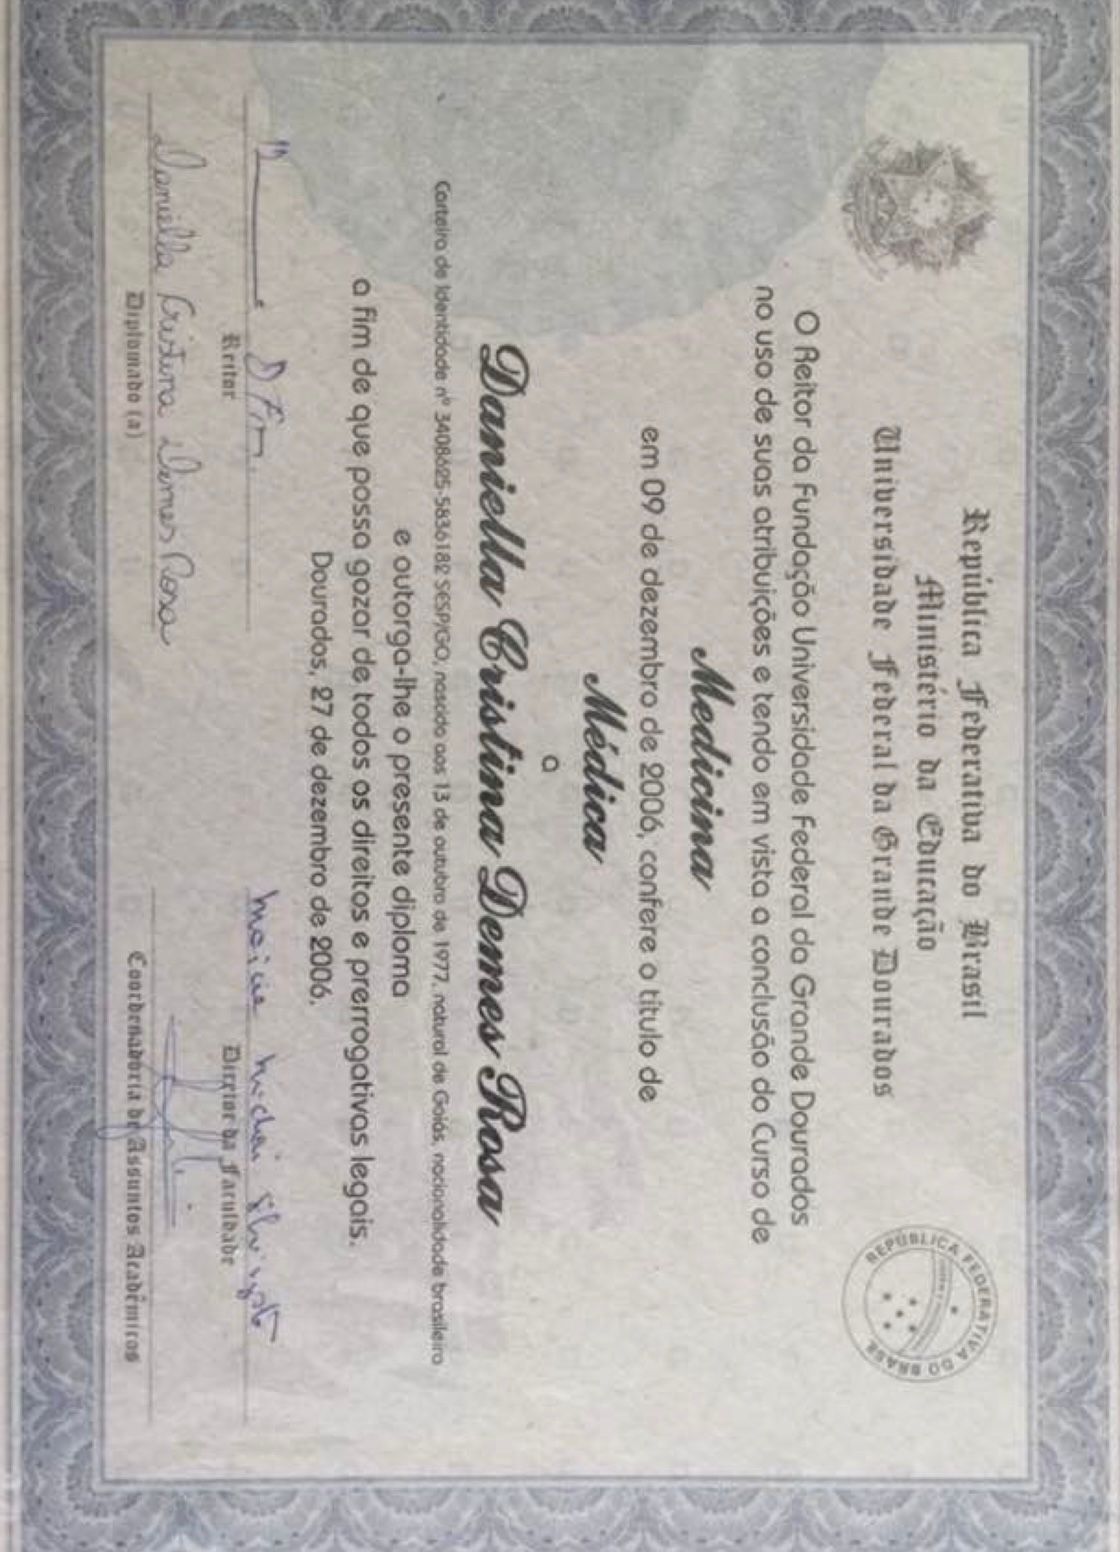 República Federativa do Brasil
Ministério da Educação
Universidade Federal da Grande Dourados
O Reitor da Fundação Universidade Federal da Grande Dourados
no uso de suas atribuições e tendo em vista a conclusão do Curso de
Medicina
em 09 de dezembro de 2006, confere o título de
Médica
a
Daniella Cristina Demes Rosa
Carteira de Identidade nº 3408625-5836182 SESP/GO, nascido aos 13 de outubro de 1977, natural de Goiás, nacionalidade brasileira
e outorga-lhe o presente diploma
a fim de que possa gozar de todos os direitos e prerrogativas legais.
Dourados, 27 de dezembro de 2006.
Reitor
Diretor da Faculdade
Daniella Cristina Demes Rosa
Diplomado (a)
Coordenadoria de Assuntos Acadêmicos
REPÚBLICA FEDERATIVA DO BRASIL